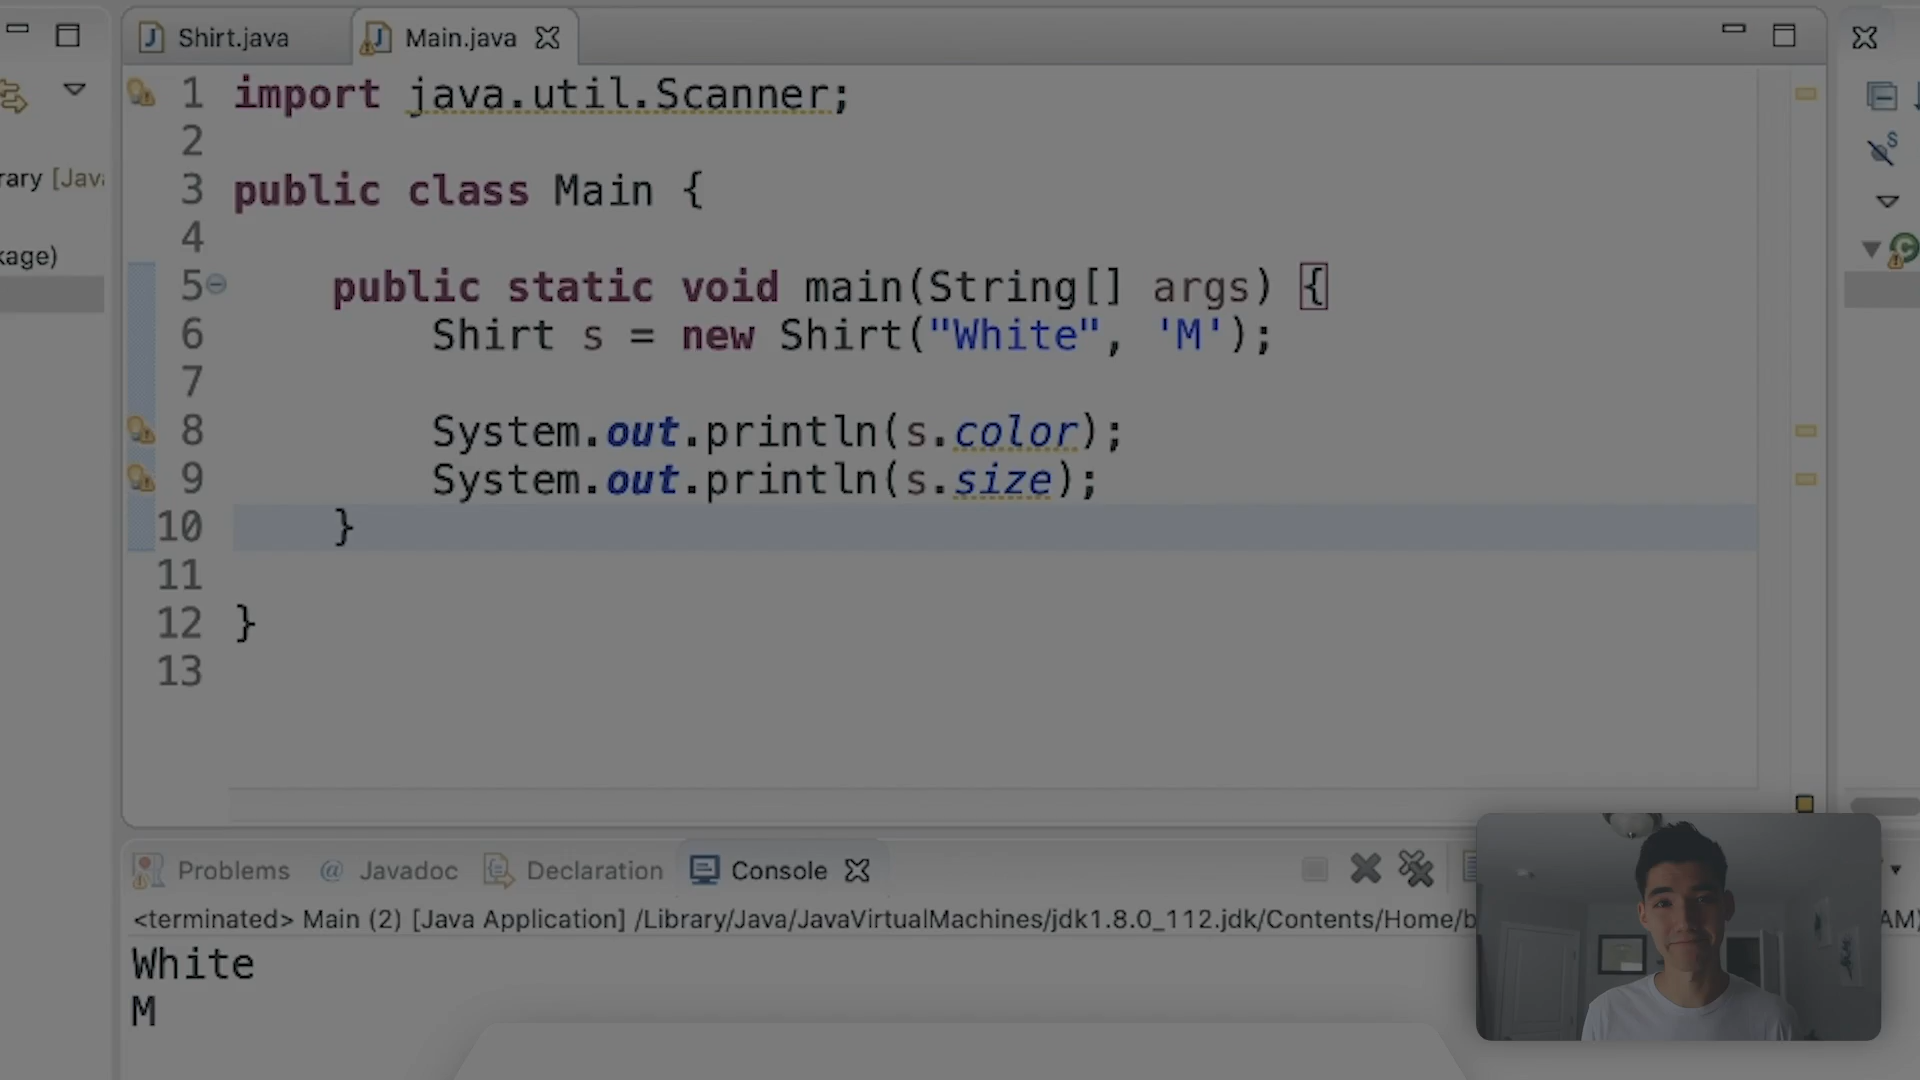 Shirt.java
Main.java
1 import java.util.Scanner;
2
3 public class Main {
4
5 public static void main(String[] args) {
6 Shirt s = new Shirt("White", 'M');
7
8 System.out.println(s.color);
9 System.out.println(s.size);
10 }
11
12 }
13
rary [Java
kage)
Problems @ Javadoc Declaration Console
<terminated> Main (2) [Java Application] /Library/Java/JavaVirtualMachines/jdk1.8.0_112.jdk/Contents/Home/b
AM)
White
M